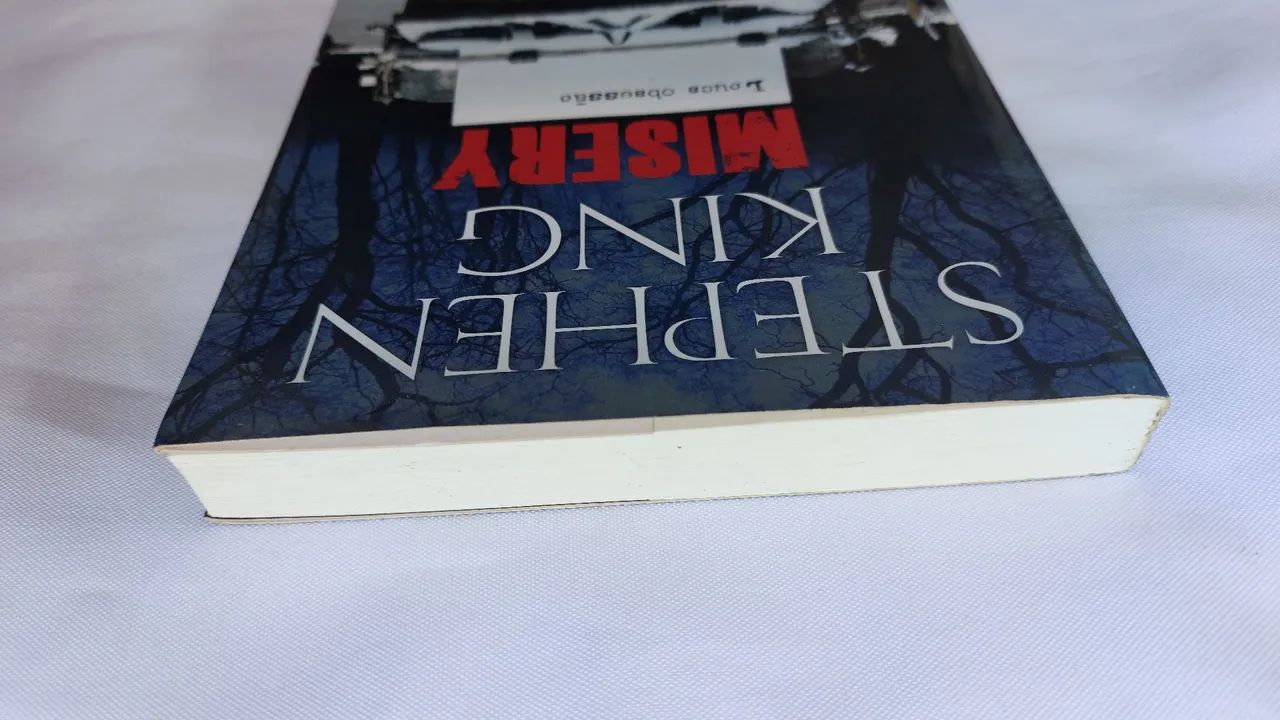 STEPHEN
KING
MISERY
Louca obsessão